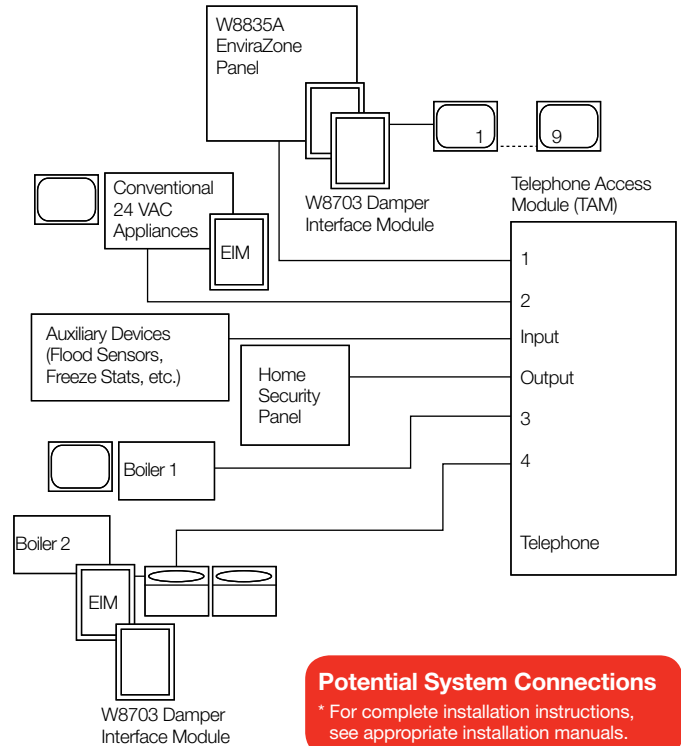 W8835A
EnviraZone
Panel
1
9
W8703 Damper
Interface Module
Telephone Access
Module (TAM)
Conventional
24 VAC
Appliances
EIM
1
2
Auxiliary Devices
(Flood Sensors,
Freeze Stats, etc.)
Input
Home
Security
Panel
Output
3
Boiler 1
4
Boiler 2
Telephone
EIM
W8703 Damper
Interface Module
Potential System Connections
* For complete installation instructions,
see appropriate installation manuals.